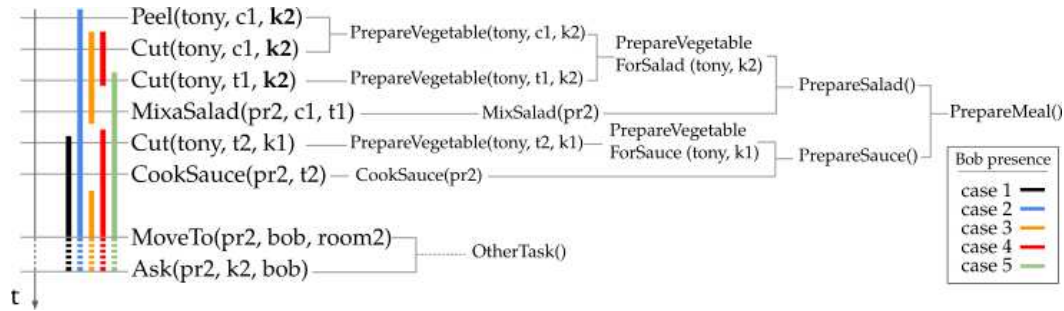 Peel(tony, c1, k2)
Cut(tony, c1, k2)
PrepareVegetable(tony, c1, k2)
Cut(tony, t1, k2)
PrepareVegetable(tony, t1, k2)
PrepareVegetable
ForSalad (tony, k2)
MixaSalad(pr2, c1, t1)
MixSalad(pr2)
PrepareSalad()
Cut(tony, t2, k1)
PrepareVegetable(tony, t2, k1)
PrepareVegetable
ForSauce (tony, k1)
CookSauce(pr2, t2)
CookSauce(pr2)
PrepareSauce()
PrepareMeal()
MoveTo(pr2, bob, room2)
Ask(pr2, k2, bob)
OtherTask()
t
Bob presence
case 1
case 2
case 3
case 4
case 5